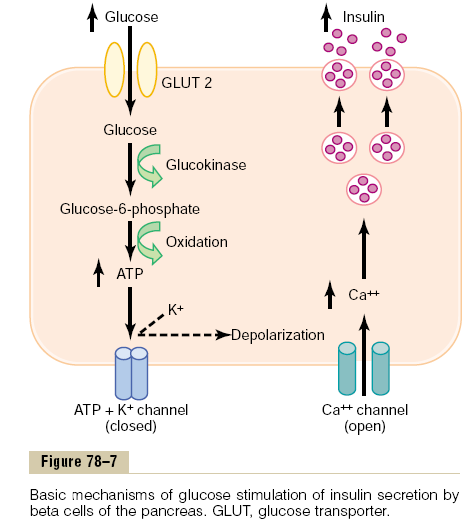 Glucose
Insulin
GLUT 2
Glucose
Glucokinase
Glucose-6-phosphate
Oxidation
ATP
Ca++
K+
Depolarization
ATP + K+ channel
(closed)
Ca++ channel
(open)
Figure 78–7
Basic mechanisms of glucose stimulation of insulin secretion by
beta cells of the pancreas. GLUT, glucose transporter.